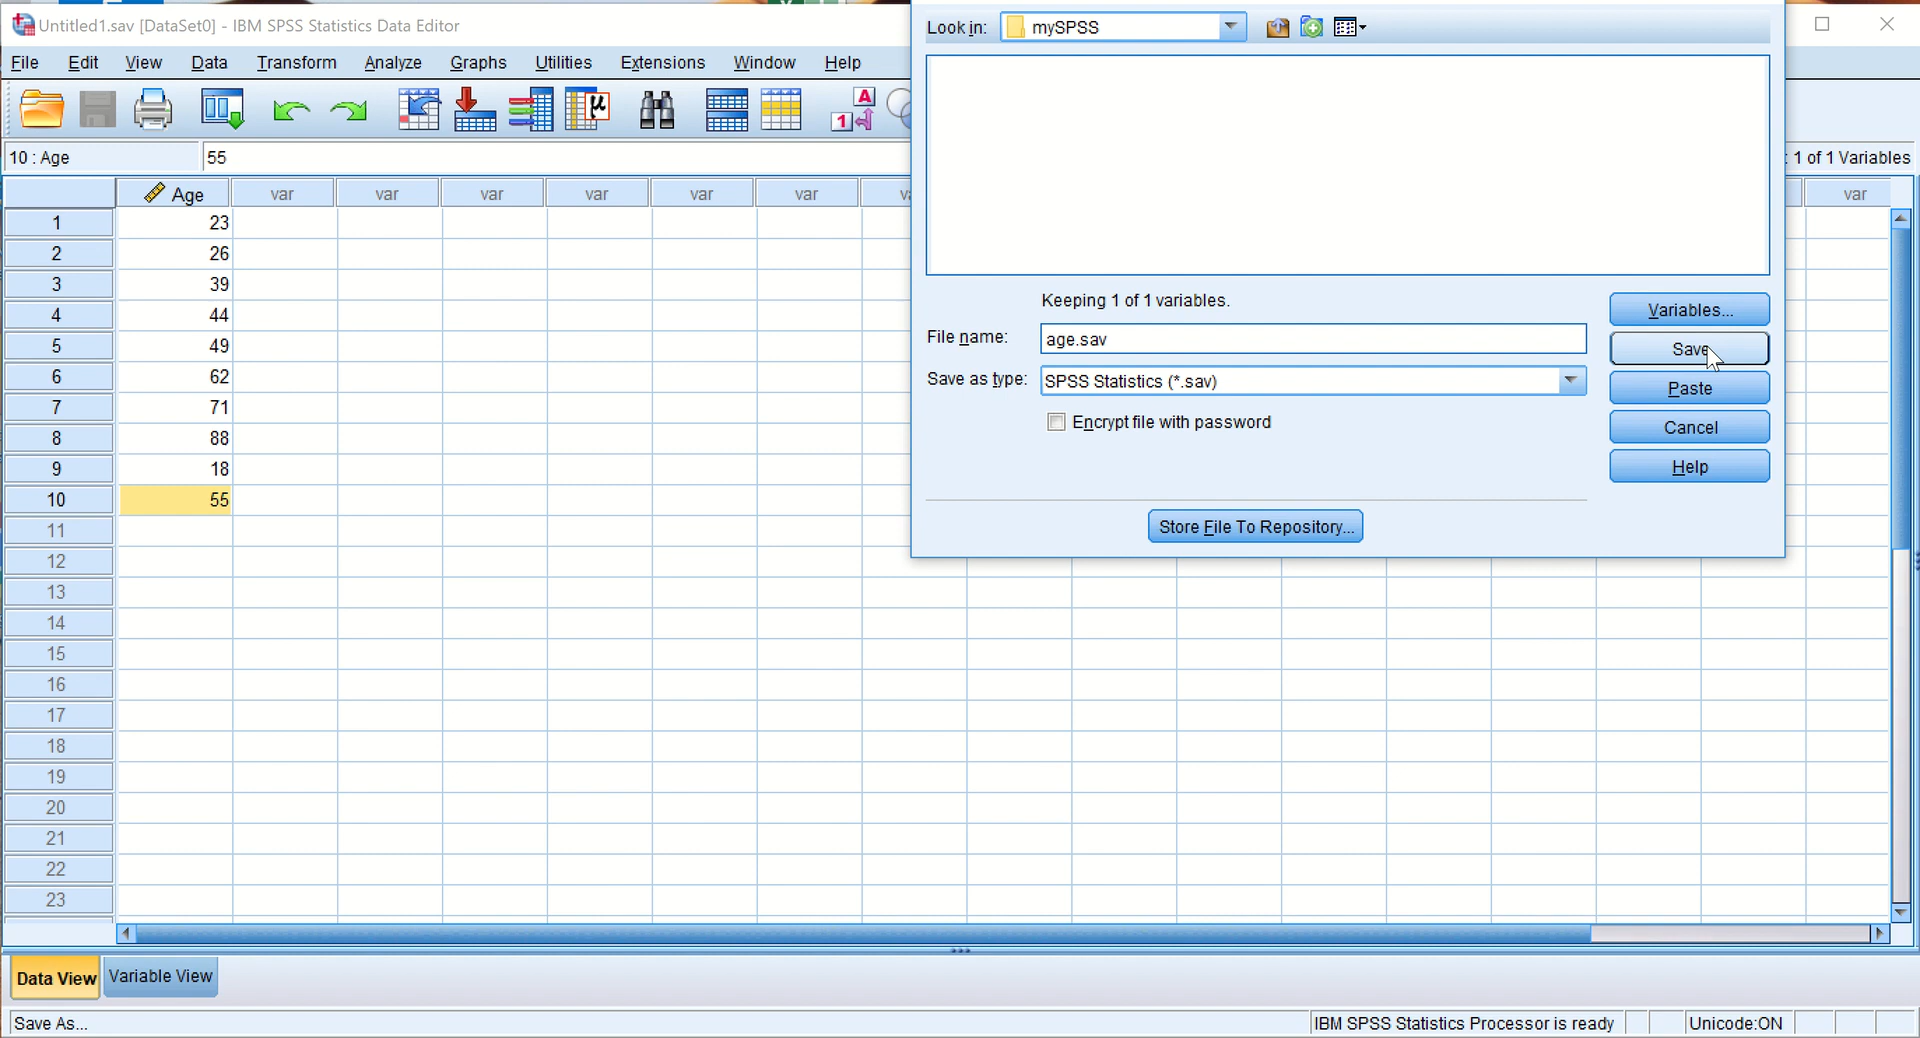 Untitled1.sav [DataSet0] - IBM SPSS Statistics Data Editor
File Edit View Data Transform Analyze Graphs Utilities Extensions Window Help
10 : Age 55
: 1 of 1 Variables
Age var var var var var var var
1 23
2 26
3 39
4 44
5 49
6 62
7 71
8 88
9 18
10 55
11
12
13
14
15
16
17
18
19
20
21
22
23
Look in: mySPSS
Keeping 1 of 1 variables.
File name: age.sav
Save as type: SPSS Statistics (*.sav)
Encrypt file with password
Variables...
Save
Paste
Cancel
Help
Store File To Repository...
Data View Variable View
Save As...
IBM SPSS Statistics Processor is ready Unicode:ON